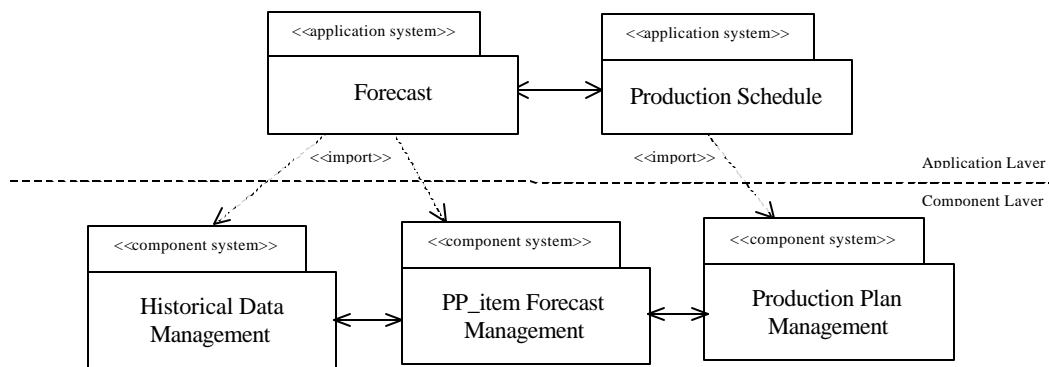 <<application system>>
<<application system>>
Forecast
Production Schedule
<<import>>
<<import>>
Application Layer
Component Layer
<<component system>>
<<component system>>
<<component system>>
Historical Data
Management
PP_item Forecast
Management
Production Plan
Management